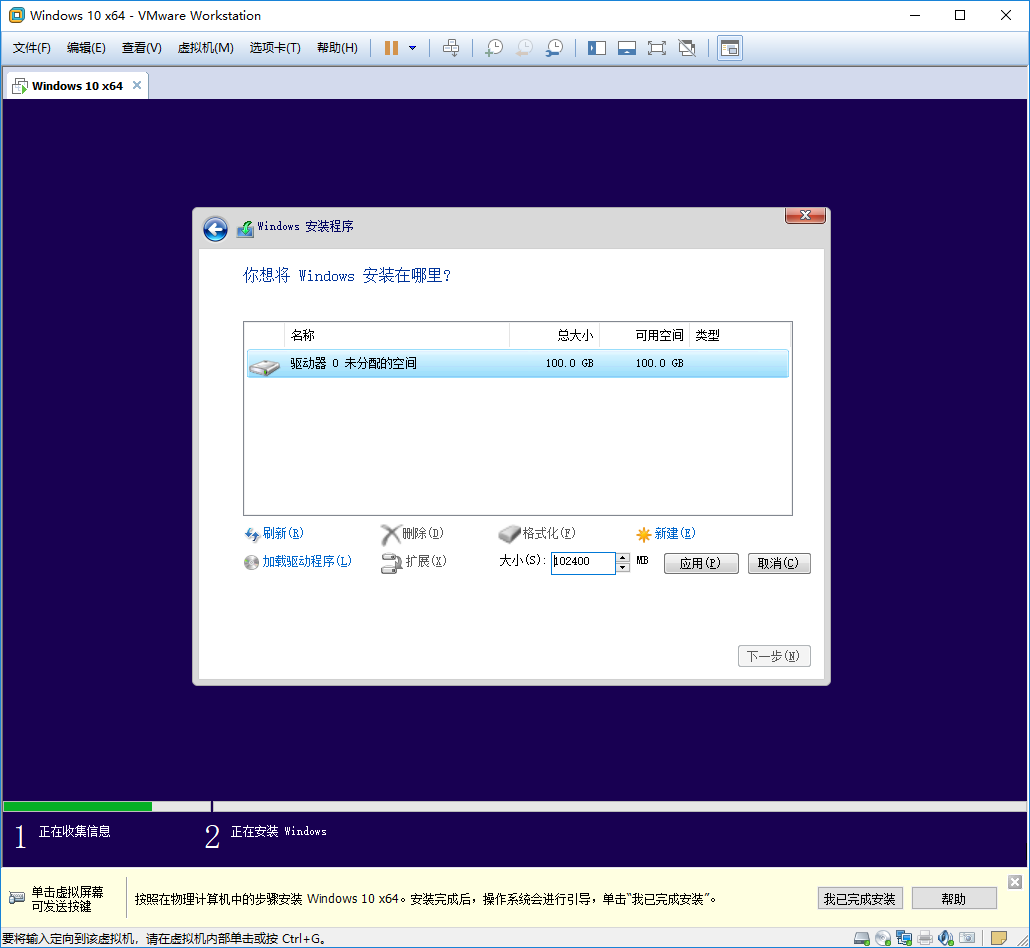 Windows 10 x64 - VMware Workstation
文件(F) 编辑(E) 查看(V) 虚拟机(M) 选项卡(T) 帮助(H)
Windows 10 x64
Windows 安装程序
你想将 Windows 安装在哪里?
名称 总大小 可用空间 类型
驱动器 0 未分配的空间 100.0 GB 100.0 GB
刷新(R) 删除(D) 格式化(F) 新建(E)
加载驱动程序(L) 扩展(X) 大小(S): 102400 MB 应用(P) 取消(C)
下一步(N)
1 正在收集信息 2 正在安装 Windows
单击虚拟屏幕
可发送按键
按照在物理计算机中的步骤安装 Windows 10 x64。安装完成后，操作系统会进行引导，单击“我已完成安装”。
我已完成安装 帮助
要将输入定向到该虚拟机，请在虚拟机内部单击或按 Ctrl+G。